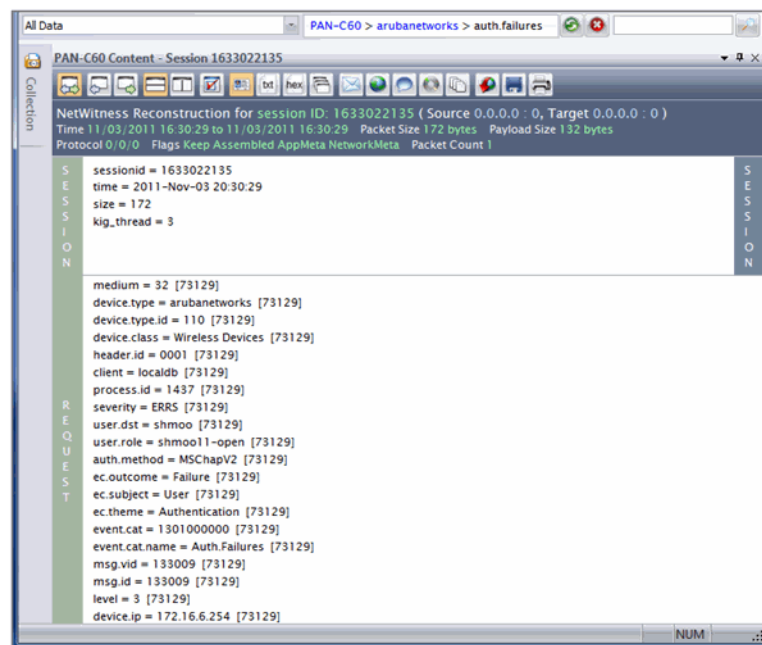 All Data
PAN-C60 > arubanetworks > auth.failures
PAN-C60 Content - Session 1633022135
Collection
txt hex
NetWitness Reconstruction for session ID: 1633022135 ( Source 0.0.0.0 : 0, Target 0.0.0.0 : 0 )
Time 11/03/2011 16:30:29 to 11/03/2011 16:30:29 Packet Size 172 bytes Payload Size 132 bytes
Protocol 0/0/0 Flags Keep Assembled AppMeta NetworkMeta Packet Count 1
SESSION
sessionid = 1633022135
time = 2011-Nov-03 20:30:29
size = 172
kig_thread = 3
SESSION
REQUEST
medium = 32 [73129]
device.type = arubanetworks [73129]
device.type.id = 110 [73129]
device.class = Wireless Devices [73129]
header.id = 0001 [73129]
client = localdb [73129]
process.id = 1437 [73129]
severity = ERRS [73129]
user.dst = shmoo [73129]
user.role = shmoo11-open [73129]
auth.method = MSChapV2 [73129]
ec.outcome = Failure [73129]
ec.subject = User [73129]
ec.theme = Authentication [73129]
event.cat = 1301000000 [73129]
event.cat.name = Auth.Failures [73129]
msg.vid = 133009 [73129]
msg.id = 133009 [73129]
level = 3 [73129]
device.ip = 172.16.6.254 [73129]
NUM